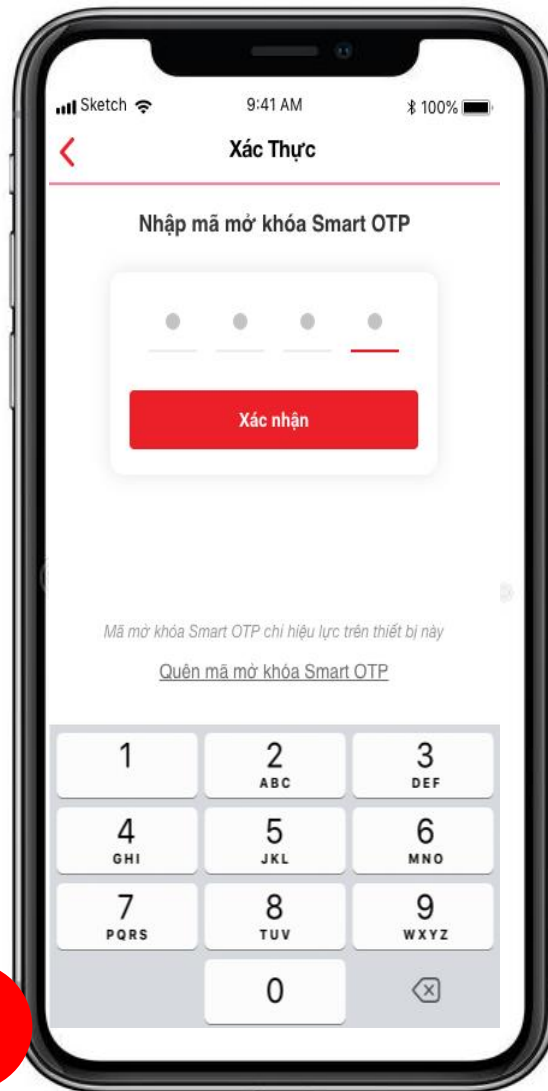 Sketch 9:41 AM 100%
Xác Thực
Nhập mã mở khóa Smart OTP
Xác nhận
Mã mở khóa Smart OTP chỉ hiệu lực trên thiết bị này
Quên mã mở khóa Smart OTP
1 2 3
ABC DEF
4 5 6
GHI JKL MNO
7 8 9
PQRS TUV WXYZ
0